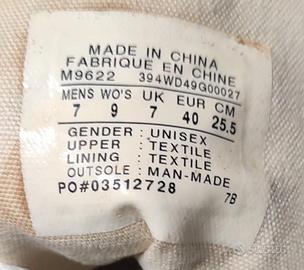 MADE IN CHINA
FABRIQUE EN CHINE
M9622 394WD49G00027
MENS WO'S UK EUR CM
7 9 7 40 25.5
GENDER : UNISEX
UPPER : TEXTILE
LINING : TEXTILE
OUTSOLE : MAN-MADE
PO#03512728 7B